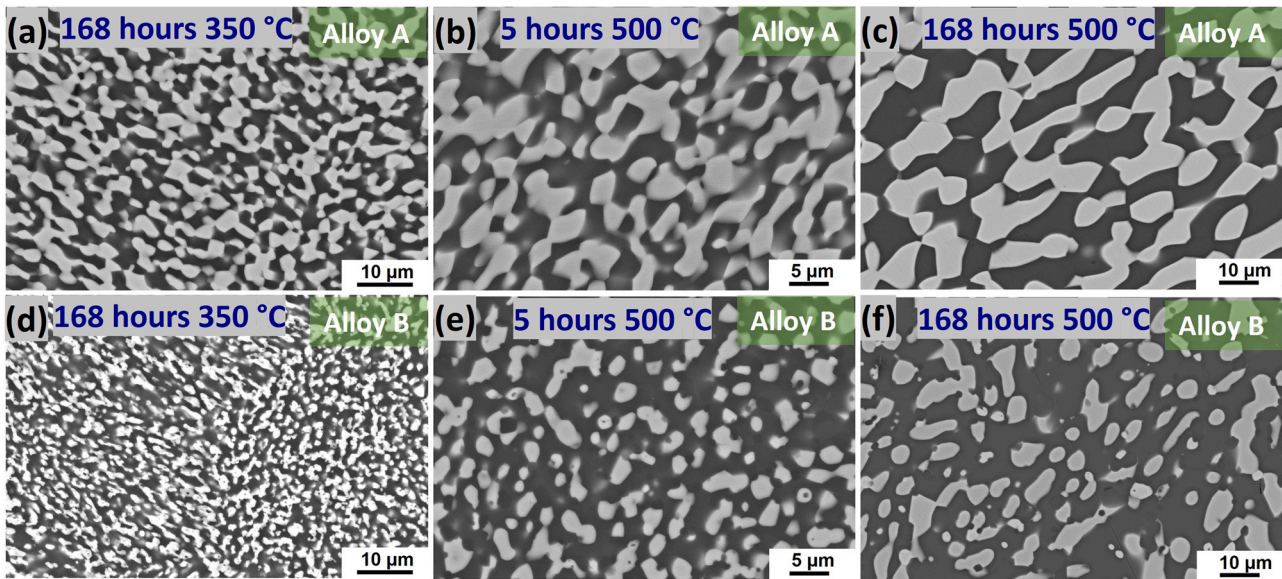 (a) 168 hours 350 °C Alloy A
10 µm
(b) 5 hours 500 °C Alloy A
5 µm
(c) 168 hours 500 °C Alloy A
10 µm
(d) 168 hours 350 °C Alloy B
10 µm
(e) 5 hours 500 °C Alloy B
5 µm
(f) 168 hours 500 °C Alloy B
10 µm